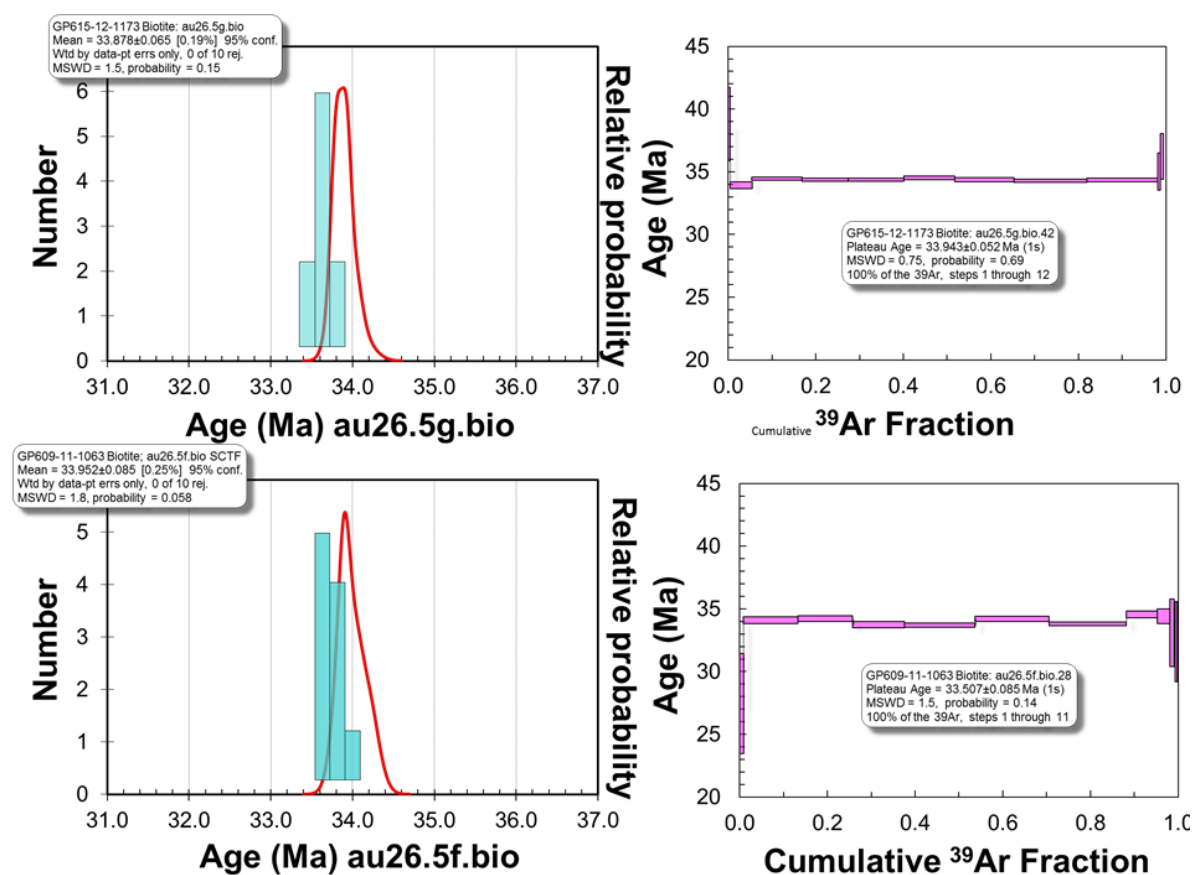 GP615-12-1173 Biotite: au26.5g.bio
Mean = 33.878±0.065 [0.19%] 95% conf.
Wtd by data-pt errs only, 0 of 10 rej.
MSWD = 1.5, probability = 0.15
Number
6
5
4
3
2
1
0
31.0 32.0 33.0 34.0 35.0 36.0 37.0
Age (Ma) au26.5g.bio
Relative probability
Age (Ma)
45
40
35
30
25
20
GP615-12-1173 Biotite: au26.5g.bio.42
Plateau Age = 33.943±0.052 Ma (1s)
MSWD = 0.75, probability = 0.69
100% of the 39Ar, steps 1 through 12
0.0 0.2 0.4 0.6 0.8 1.0
Cumulative ³⁹Ar Fraction
GP609-11-1063 Biotite; au26.5f.bio SCTF
Mean = 33.952±0.085 [0.25%] 95% conf.
Wtd by data-pt errs only, 0 of 10 rej.
MSWD = 1.8, probability = 0.058
Number
5
4
3
2
1
0
31.0 32.0 33.0 34.0 35.0 36.0 37.0
Age (Ma) au26.5f.bio
Relative probability
Age (Ma)
45
40
35
30
25
20
GP609-11-1063 Biotite: au26.5f.bio.28
Plateau Age = 33.507±0.085 Ma (1s)
MSWD = 1.5, probability = 0.14
100% of the 39Ar, steps 1 through 11
0.0 0.2 0.4 0.6 0.8 1.0
Cumulative ³⁹Ar Fraction